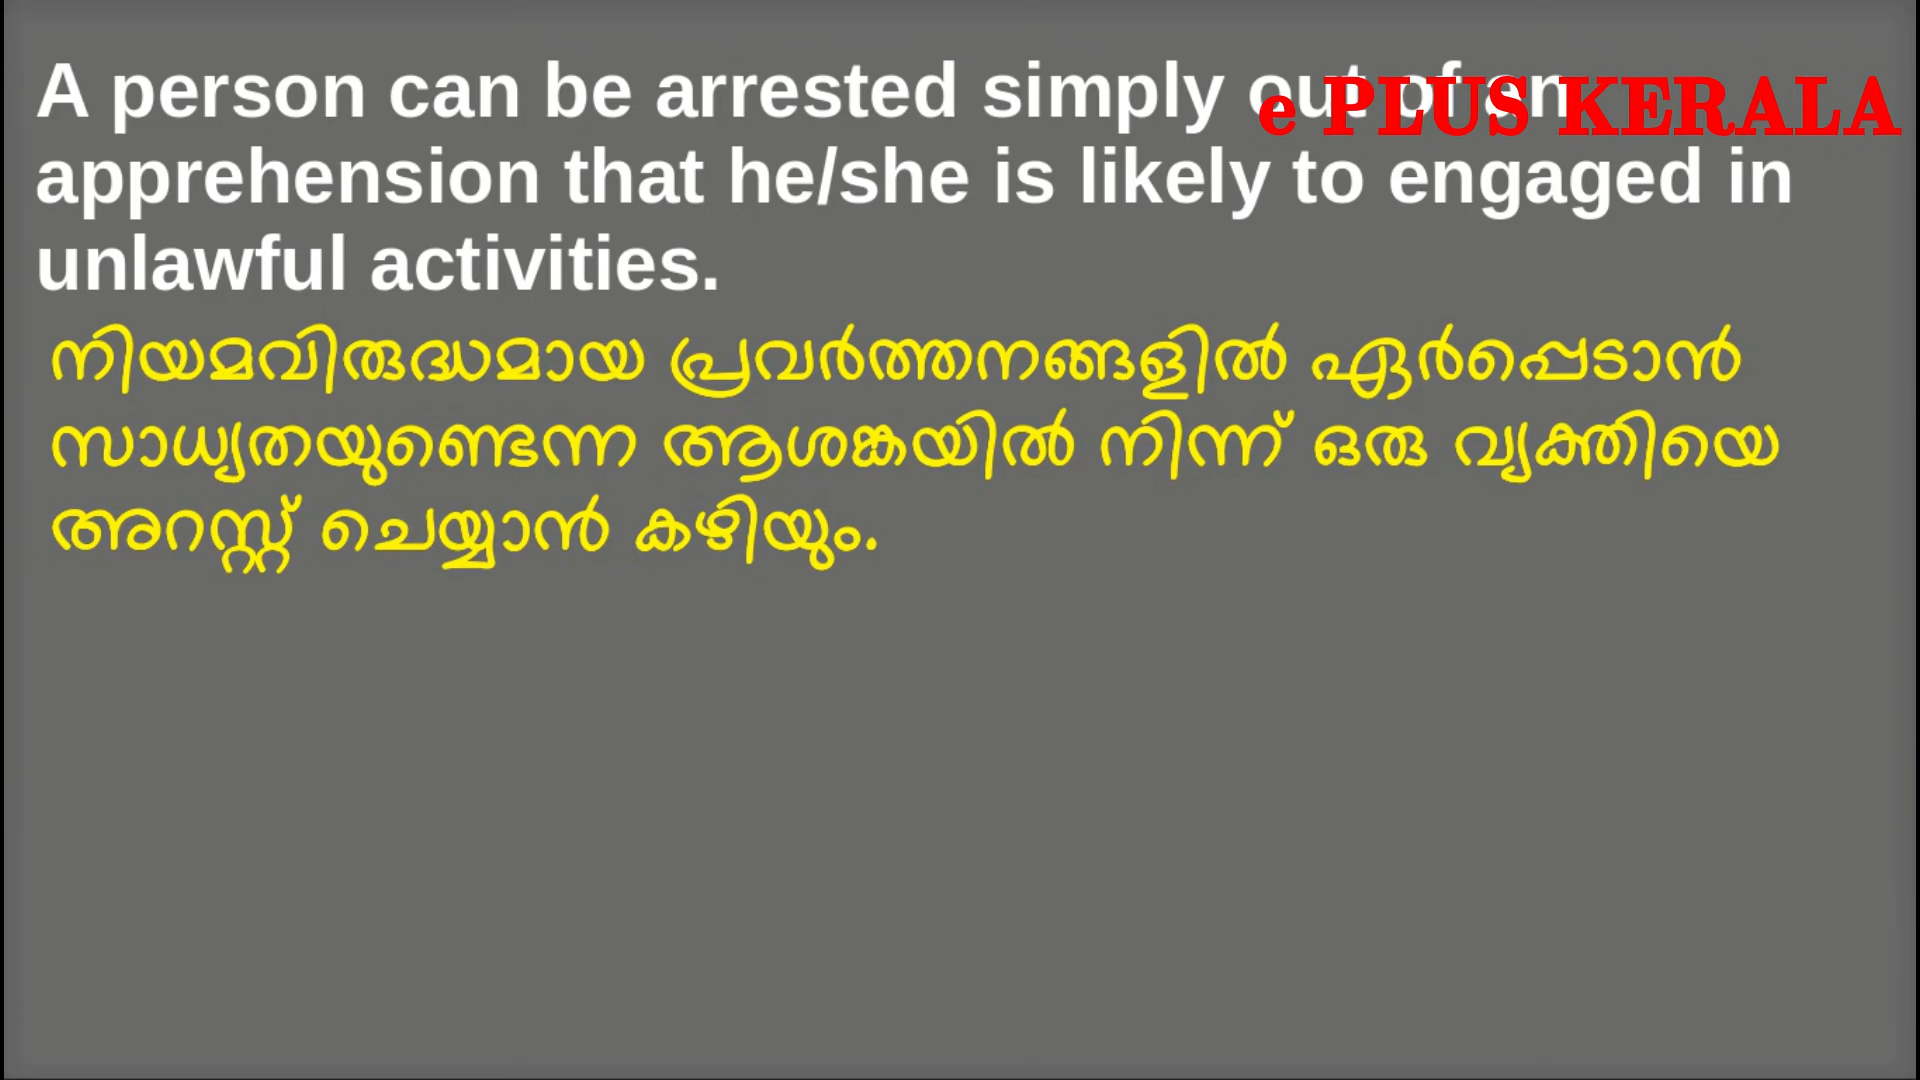 A person can be arrested simply out of an
e PLUS KERALA
apprehension that he/she is likely to engaged in
unlawful activities.
നിയമവിരുദ്ധമായ പ്രവർത്തനങ്ങളിൽ ഏർപ്പെടാൻ
സാധ്യതയുണ്ടെന്ന ആശങ്കയിൽ നിന്ന് ഒരു വ്യക്തിയെ
അറസ്റ്റ് ചെയ്യാൻ കഴിയും.